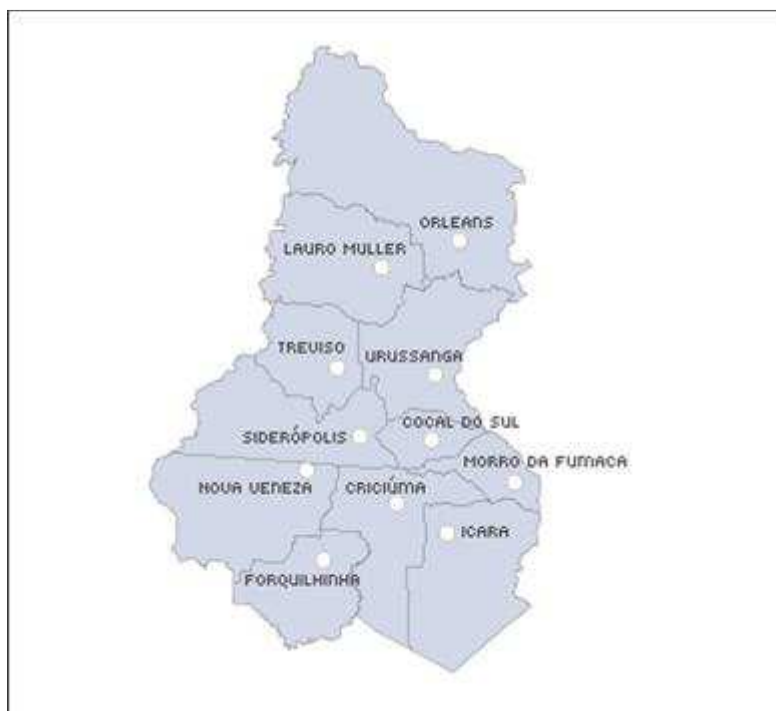 ORLEANS
LAURO MULLER
TREVISO
URUSSANGA
COCAL DO SUL
SIDERÓPOLIS
MORRO DA FUMACA
NOVA VENEZA
CRICIÚMA
ICARA
FORQUILHINHA